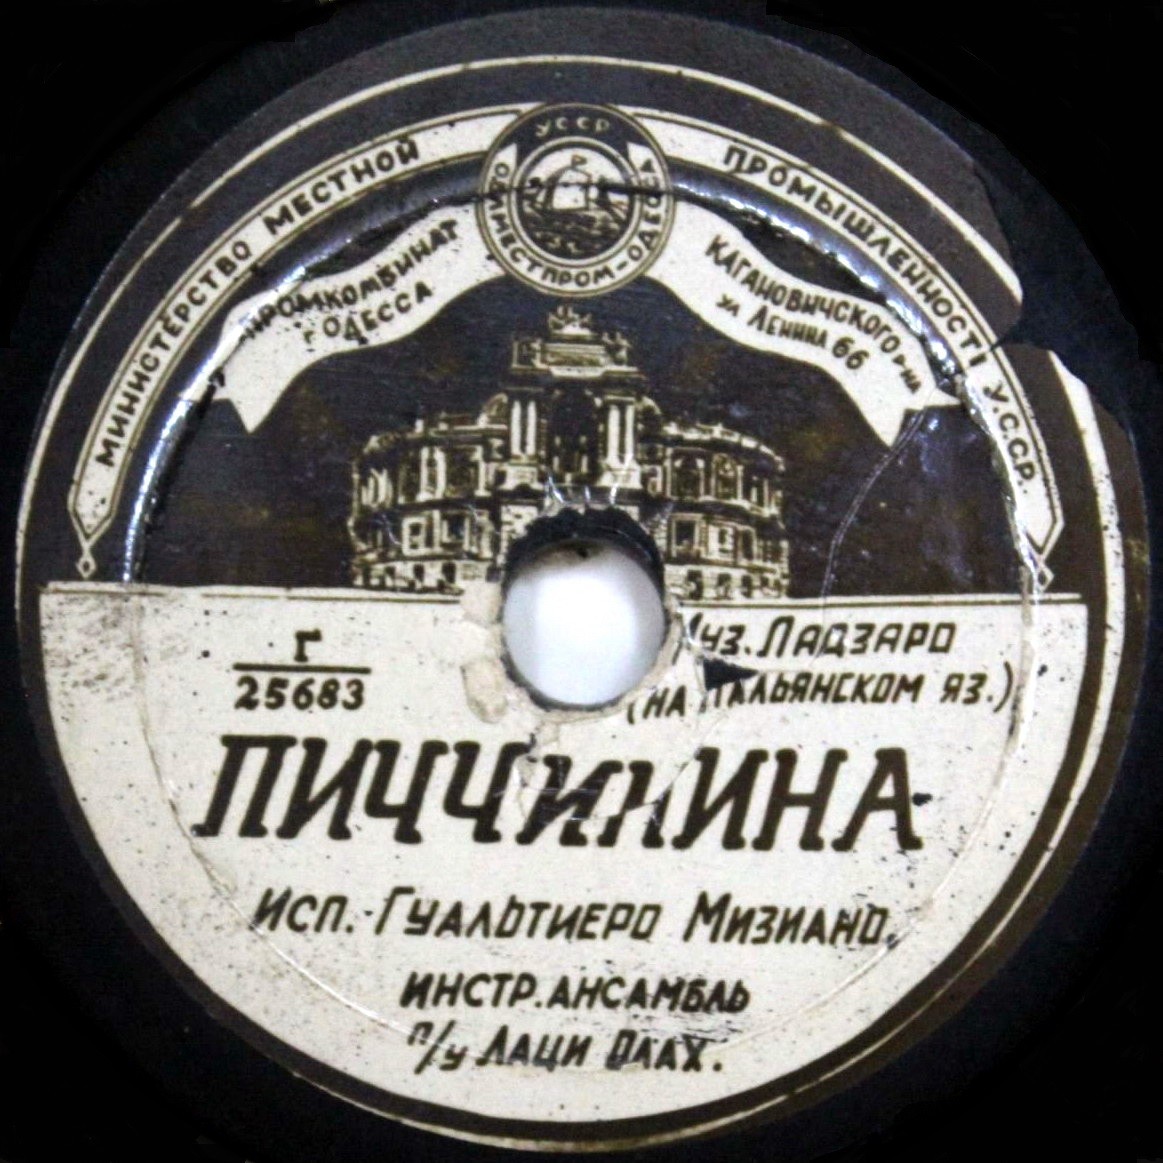 МИНИСТЕРСТВО МЕСТНОЙ ПРОМЫШЛЕННОСТИ У.С.С.Р.
УССР
ОДИМЕСТПРОМ-ОДЕССА
ПРОМКОМБИНАТ
г ОДЕССА
КАГАНОВИЧСКОГО Р-НА
УЛ ЛЕНИНА 66
Г
25683
Муз. ЛАДЗАРО
(НА ИТАЛЬЯНСКОМ ЯЗ.)
ПИЧЧИНИНА
Исп. Гуальтиеро Мизиано.
ИНСТР. АНСАМБЛЬ
п/у ЛАЦИ ОЛАХ.